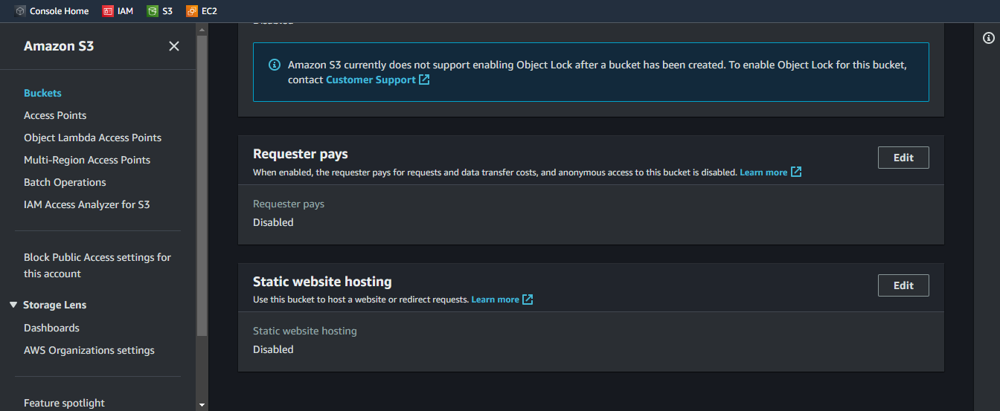 Console Home IAM S3 EC2
Amazon S3
Buckets
Access Points
Object Lambda Access Points
Multi-Region Access Points
Batch Operations
IAM Access Analyzer for S3
Block Public Access settings for
this account
Storage Lens
Dashboards
AWS Organizations settings
Feature spotlight
Disabled
Amazon S3 currently does not support enabling Object Lock after a bucket has been created. To enable Object Lock for this bucket,
contact Customer Support
Requester pays
Edit
When enabled, the requester pays for requests and data transfer costs, and anonymous access to this bucket is disabled. Learn more
Requester pays
Disabled
Static website hosting
Edit
Use this bucket to host a website or redirect requests. Learn more
Static website hosting
Disabled